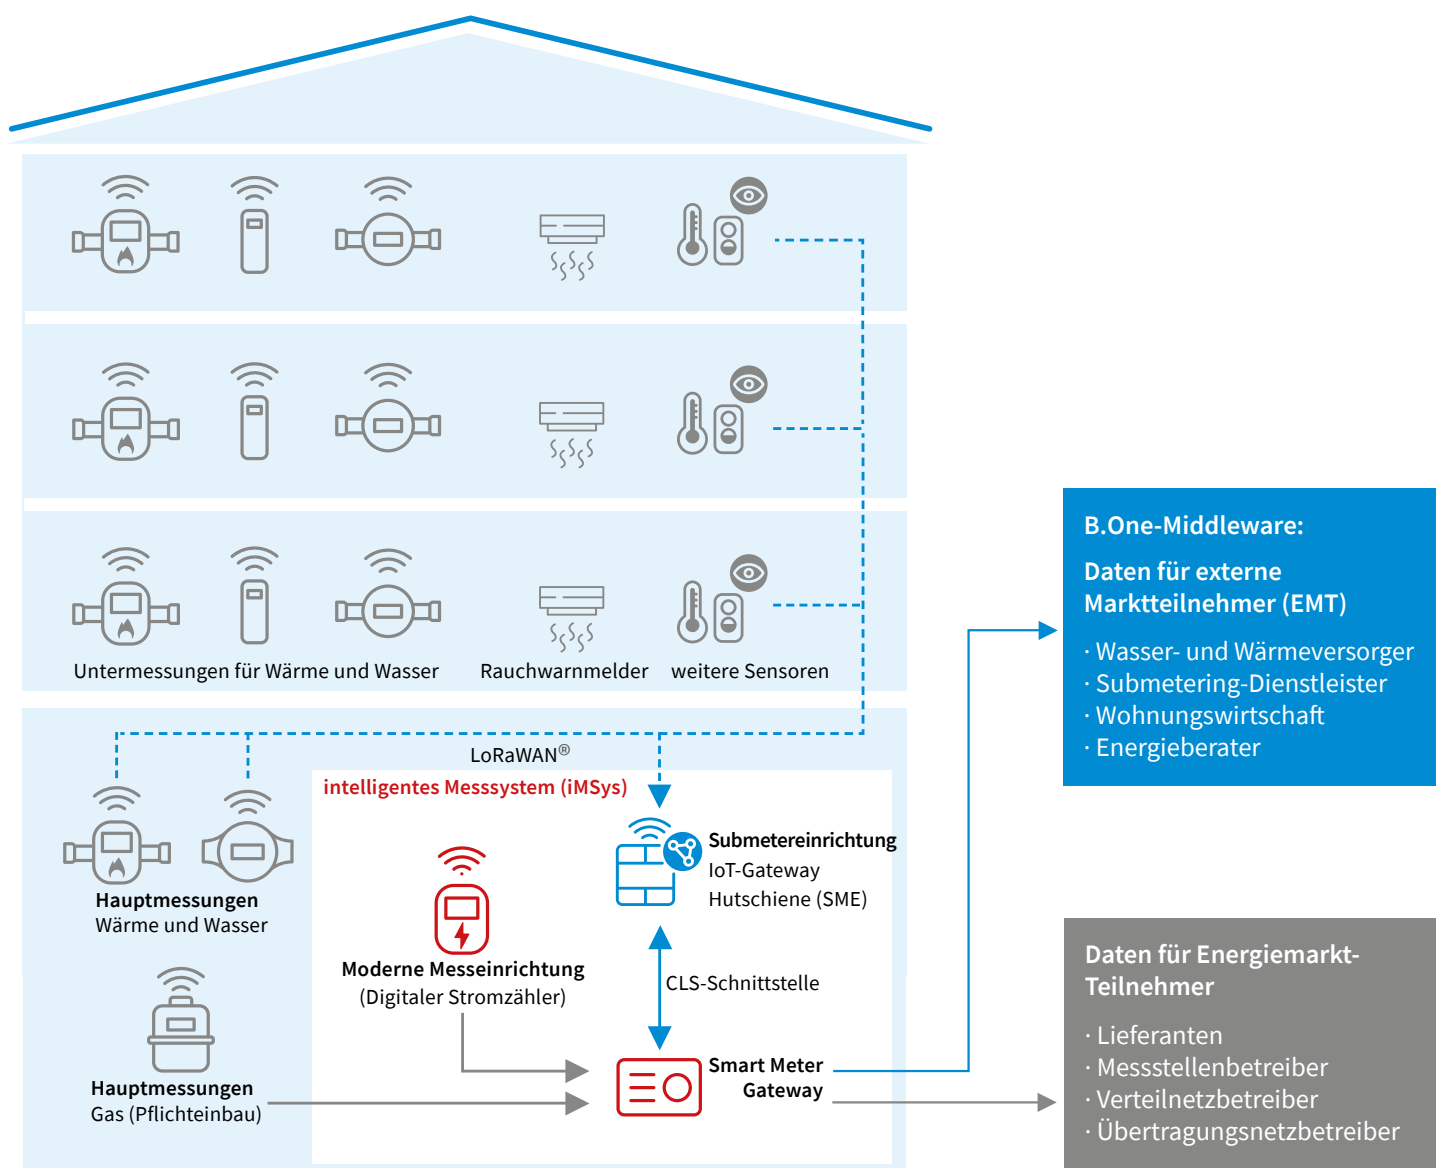 Untermessungen für Wärme und Wasser
Rauchwarnmelder
weitere Sensoren
LoRaWAN®
intelligentes Messsystem (iMSys)
Submetereinrichtung
IoT-Gateway
Hutschiene (SME)
Hauptmessungen
Wärme und Wasser
Moderne Messeinrichtung
(Digitaler Stromzähler)
CLS-Schnittstelle
Hauptmessungen
Gas (Pflichteinbau)
Smart Meter
Gateway
B.One-Middleware:
Daten für externe
Marktteilnehmer (EMT)
· Wasser- und Wärmeversorger
· Submetering-Dienstleister
· Wohnungswirtschaft
· Energieberater
Daten für Energiemarkt-
Teilnehmer
· Lieferanten
· Messstellenbetreiber
· Verteilnetzbetreiber
· Übertragungsnetzbetreiber